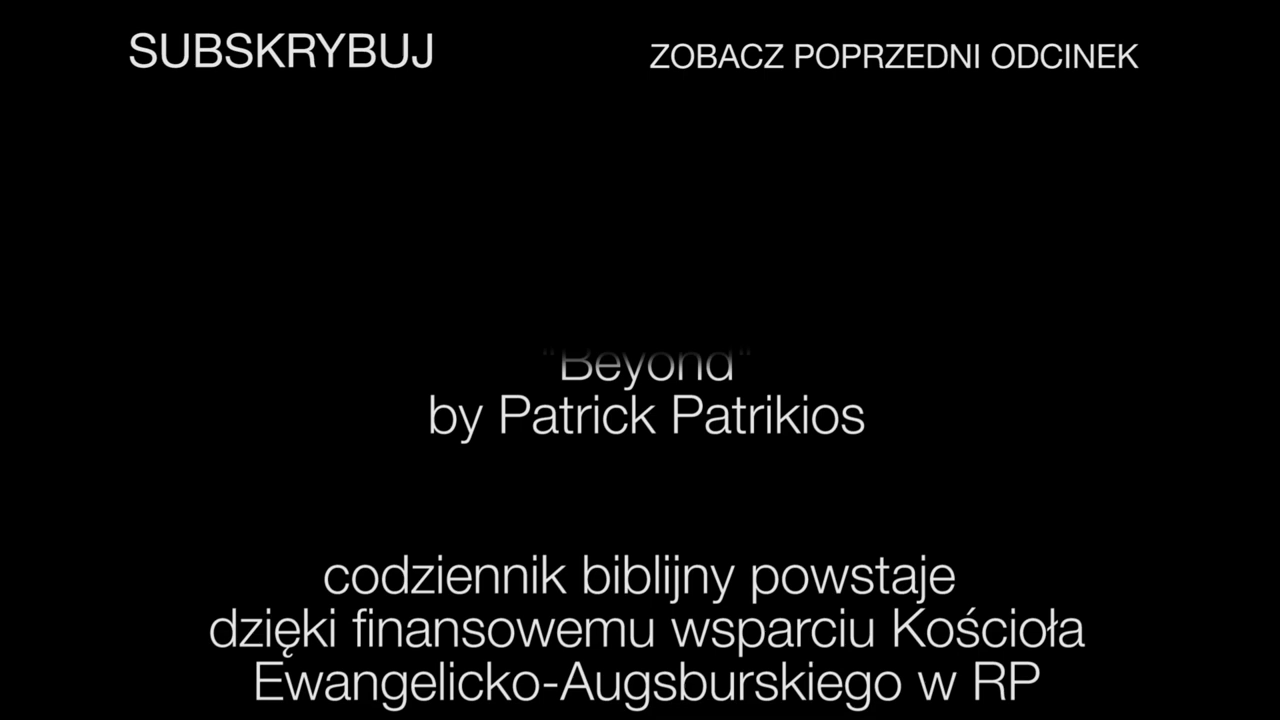 SUBSKRYBUJ
ZOBACZ POPRZEDNI ODCINEK
"Beyond"
by Patrick Patrikios
codziennik biblijny powstaje
dzięki finansowemu wsparciu Kościoła
Ewangelicko-Augsburskiego w RP